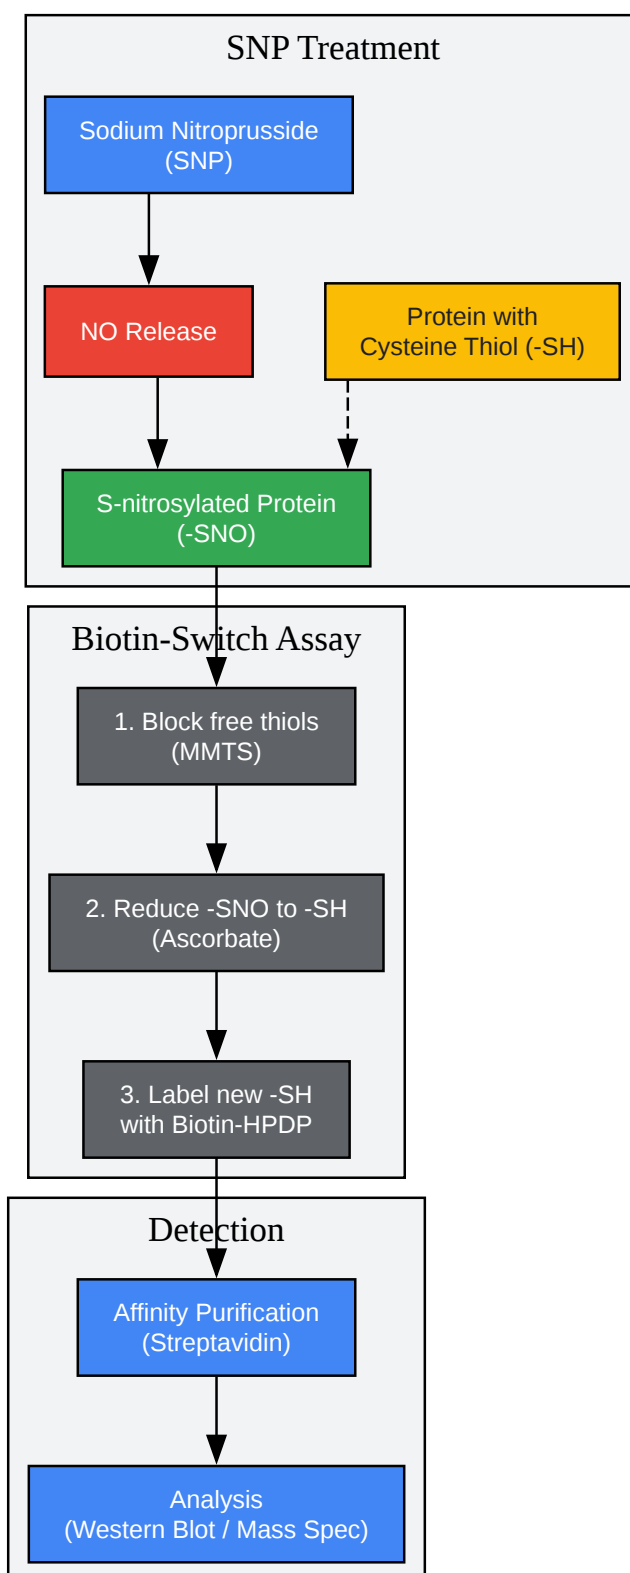 SNP Treatment
Sodium Nitroprusside
(SNP)
NO Release
Protein with
Cysteine Thiol (-SH)
S-nitrosylated Protein
(-SNO)
Biotin-Switch Assay
1. Block free thiols
(MMTS)
2. Reduce -SNO to -SH
(Ascorbate)
3. Label new -SH
with Biotin-HPDP
Detection
Affinity Purification
(Streptavidin)
Analysis
(Western Blot / Mass Spec)